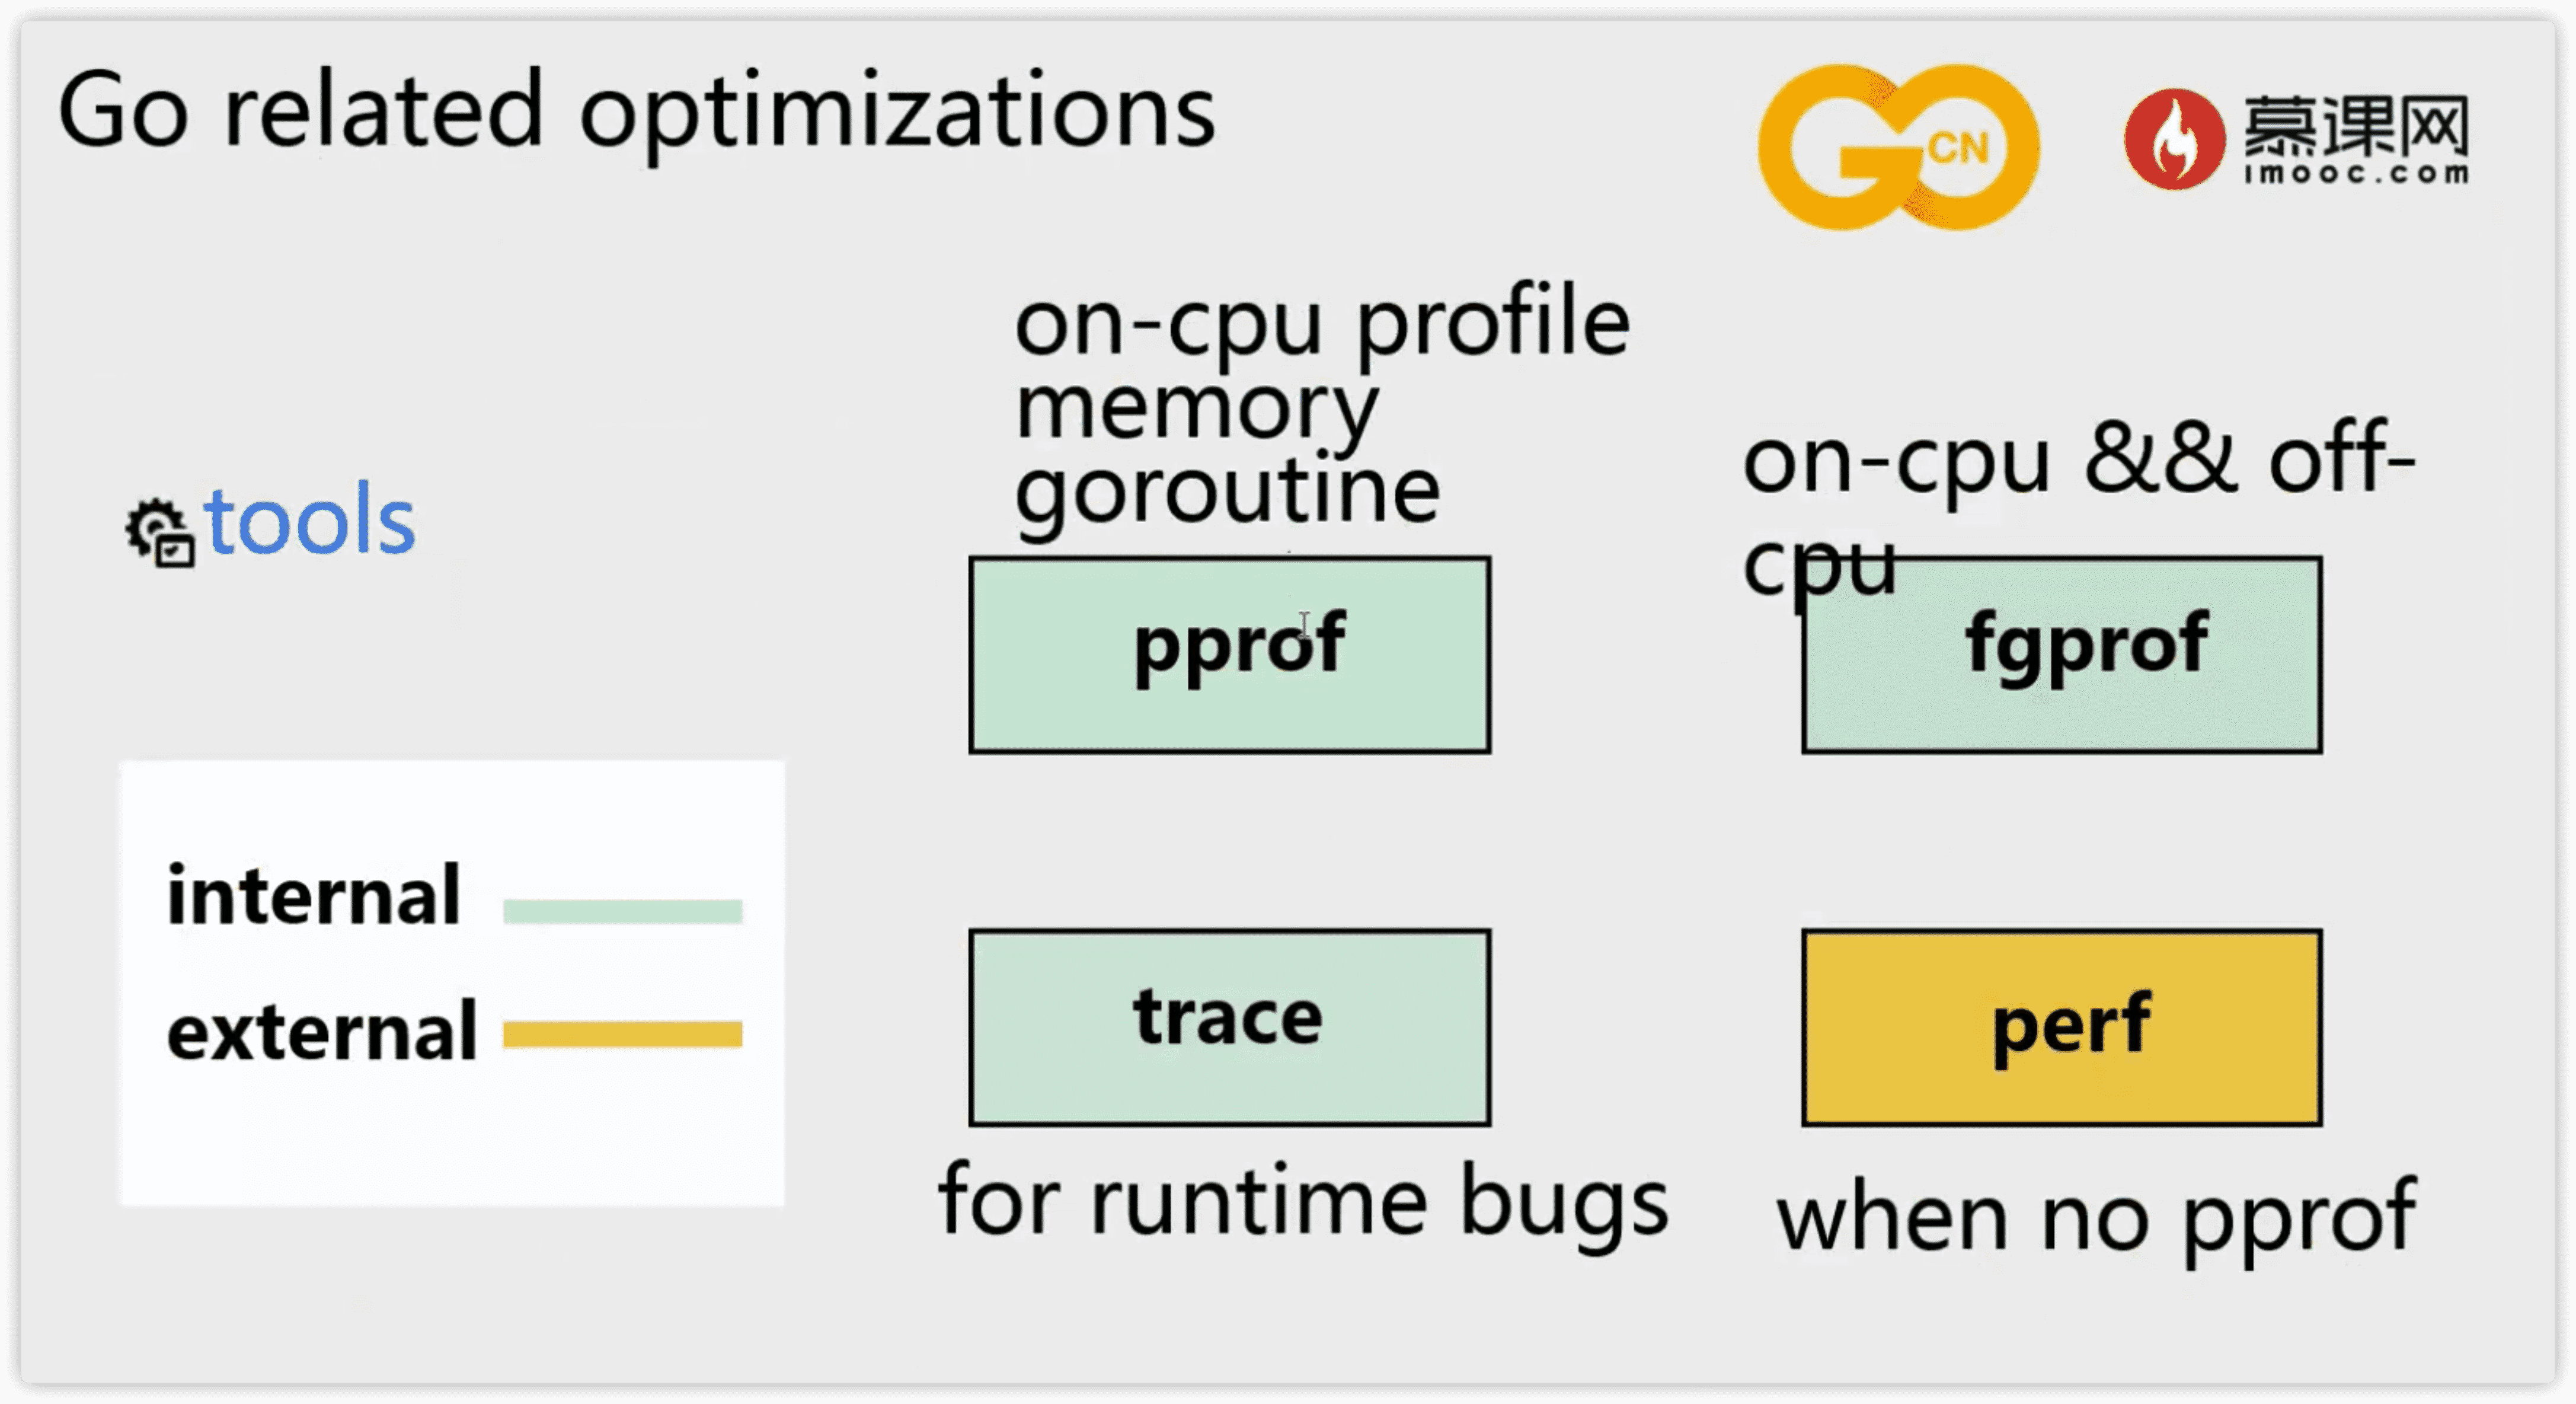 Go related optimizations
GO CN
慕课网
imooc.com
on-cpu profile
memory
goroutine
on-cpu && off-
cpu
tools
pprof
fgprof
internal
external
trace
perf
for runtime bugs
when no pprof